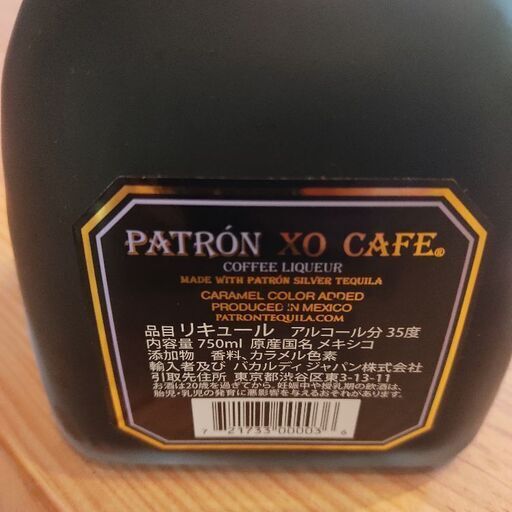 PATRÓN XO CAFE®
COFFEE LIQUEUR
MADE WITH PATRÓN SILVER TEQUILA
CARAMEL COLOR ADDED
PRODUCED IN MEXICO
PATRONTEQUILA.COM
品目 リキュール アルコール分 35度
内容量 750ml 原産国名 メキシコ
添加物 香料、カラメル色素
輸入者及び バカルディ ジャパン株式会社
引取先住所 東京都渋谷区東3-13-11
お酒は20歳を過ぎてから。妊娠中や授乳期の飲酒は、
胎児・乳児の発育に悪影響を与えるおそれがあります。
7 21733 00003 6